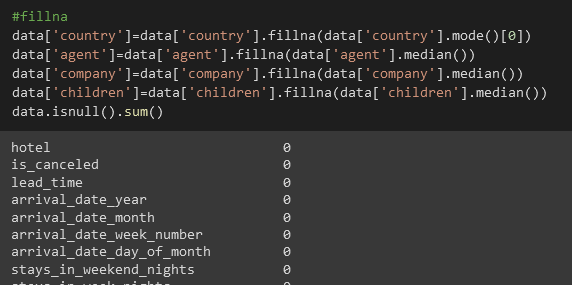 #fillna
data['country']=data['country'].fillna(data['country'].mode()[0])
data['agent']=data['agent'].fillna(data['agent'].median())
data['company']=data['company'].fillna(data['company'].median())
data['children']=data['children'].fillna(data['children'].median())
data.isnull().sum()
hotel 0
is_canceled 0
lead_time 0
arrival_date_year 0
arrival_date_month 0
arrival_date_week_number 0
arrival_date_day_of_month 0
stays_in_weekend_nights 0